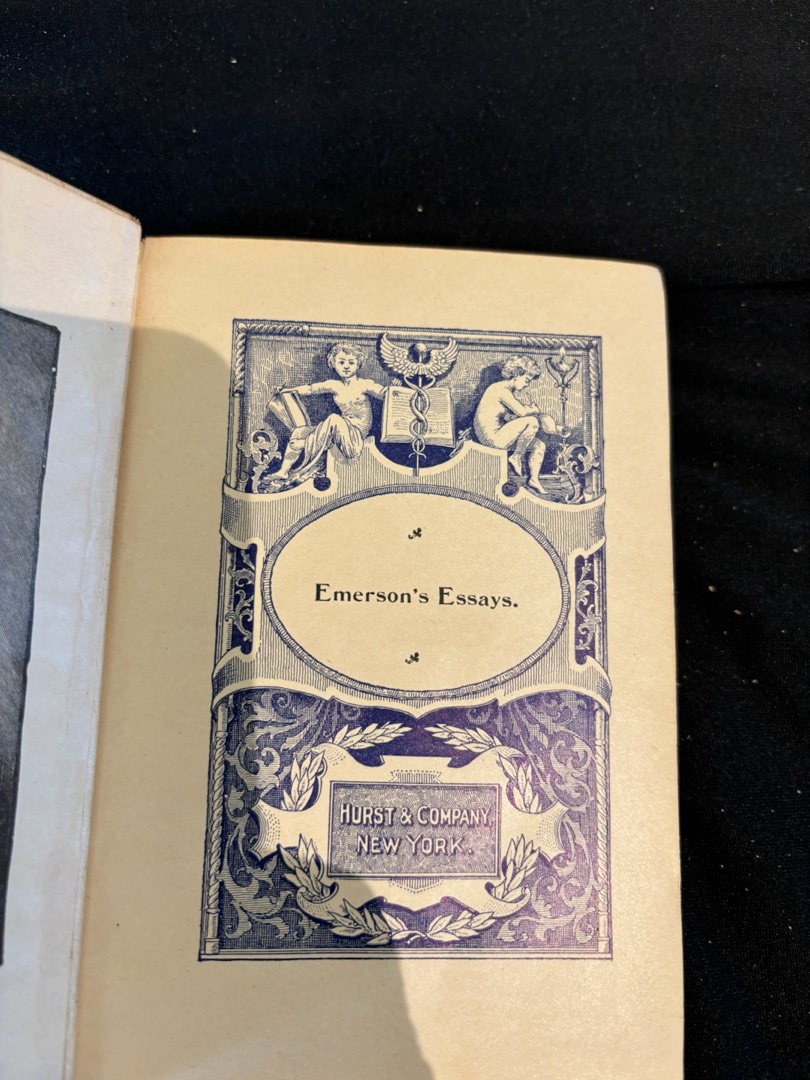 Emerson's Essays.
HURST & COMPANY,
NEW YORK.